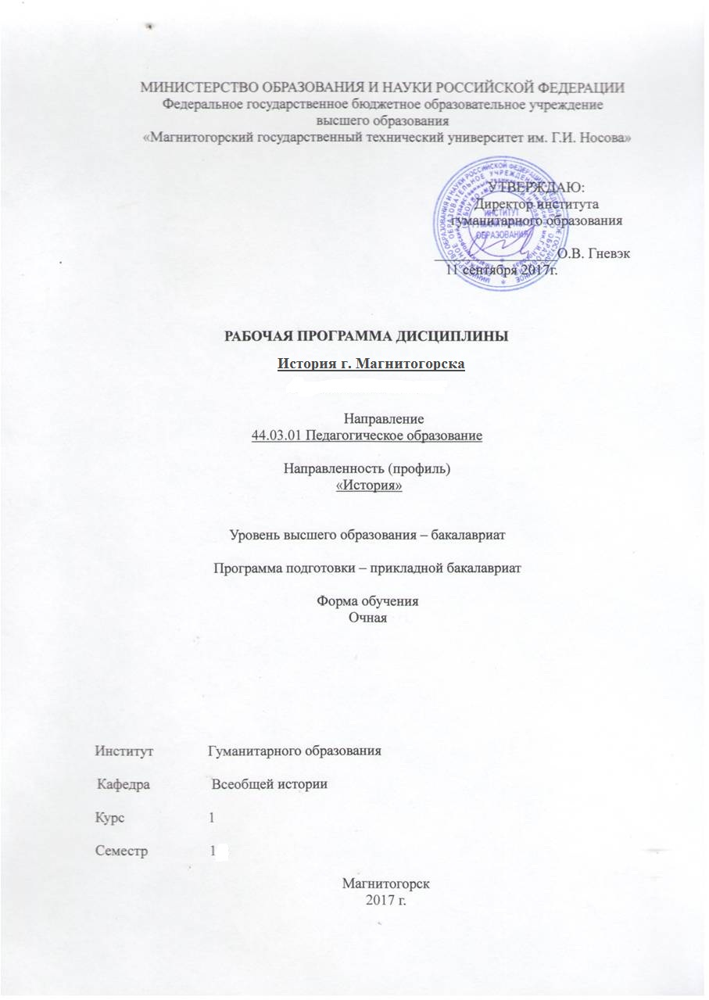 МИНИСТЕРСТВО ОБРАЗОВАНИЯ И НАУКИ РОССИЙСКОЙ ФЕДЕРАЦИИ
Федеральное государственное бюджетное образовательное учреждение
высшего образования
«Магнитогорский государственный технический университет им. Г.И. Носова»
УТВЕРЖДАЮ:
Директор института
гуманитарного образования
О.В. Гневэк
11 сентября 2017г.
ИНСТИТУТ
ОБРАЗОВАНИЯ
РАБОЧАЯ ПРОГРАММА ДИСЦИПЛИНЫ
История г. Магнитогорска
Направление
44.03.01 Педагогическое образование
Направленность (профиль)
«История»
Уровень высшего образования – бакалавриат
Программа подготовки – прикладной бакалавриат
Форма обучения
Очная
Институт Гуманитарного образования
Кафедра Всеобщей истории
Курс 1
Семестр 1
Магнитогорск
2017 г.